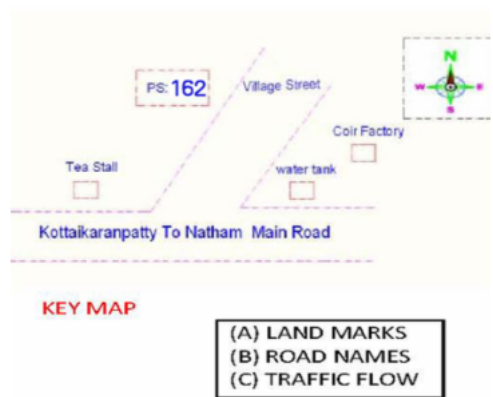 N
W E
S
PS: 162
Village Street
Coir Factory
Tea Stall
water tank
Kottaikaranpatty To Natham Main Road
KEY MAP
(A) LAND MARKS
(B) ROAD NAMES
(C) TRAFFIC FLOW